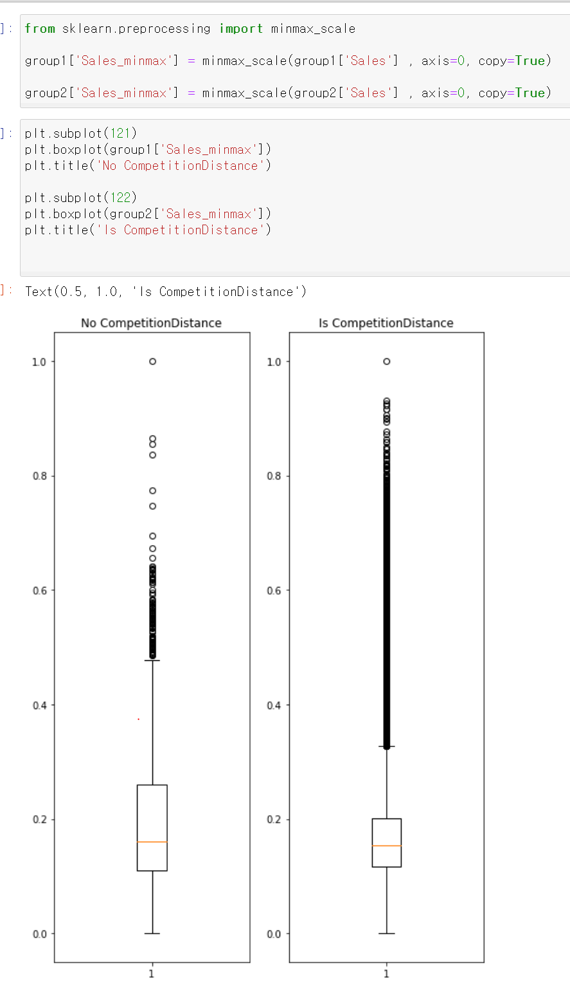 ]: from sklearn.preprocessing import minmax_scale
group1['Sales_minmax'] = minmax_scale(group1['Sales'] , axis=0, copy=True)
group2['Sales_minmax'] = minmax_scale(group2['Sales'] , axis=0, copy=True)
]: plt.subplot(121)
plt.boxplot(group1['Sales_minmax'])
plt.title('No CompetitionDistance')
plt.subplot(122)
plt.boxplot(group2['Sales_minmax'])
plt.title('Is CompetitionDistance')
]: Text(0.5, 1.0, 'Is CompetitionDistance')
No CompetitionDistance
1.0
0.8
0.6
0.4
0.2
0.0
1
Is CompetitionDistance
1.0
0.8
0.6
0.4
0.2
0.0
1